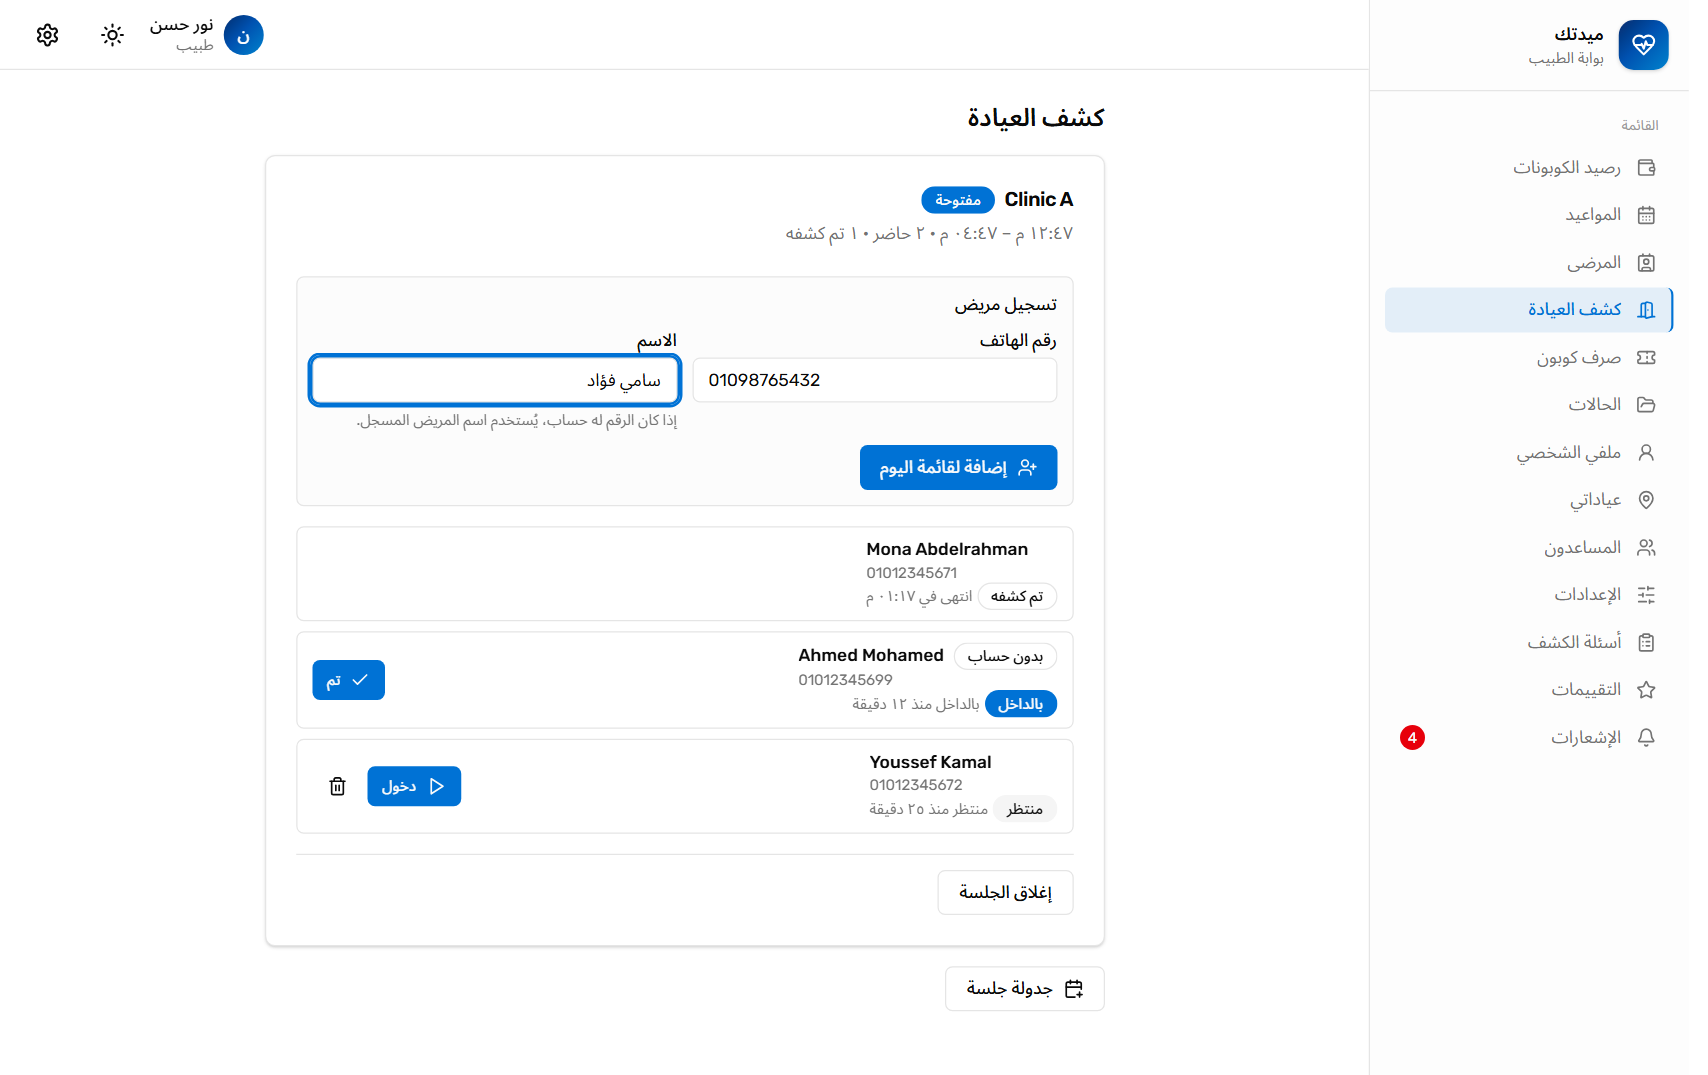 ميدتك
بوابة الطبيب
ن
نور حسن
طبيب
القائمة
رصيد الكوبونات
المواعيد
المرضى
كشف العيادة
صرف كوبون
الحالات
ملفي الشخصي
عياداتي
المساعدون
الإعدادات
أسئلة الكشف
التقييمات
الإشعارات 4
كشف العيادة
Clinic A مفتوحة
١٢:٤٧ م – ٠٤:٤٧ م • ٢ حاضر • ١ تم كشفه
تسجيل مريض
رقم الهاتف
01098765432
الاسم
سامي فؤاد
إذا كان الرقم له حساب، يُستخدم اسم المريض المسجل.
إضافة لقائمة اليوم
Mona Abdelrahman
01012345671
تم كشفه انتهى في ٠١:١٧ م
بدون حساب Ahmed Mohamed
01012345699
بالداخل بالداخل منذ ١٢ دقيقة
تم
Youssef Kamal
01012345672
منتظر منتظر منذ ٢٥ دقيقة
دخول
إغلاق الجلسة
جدولة جلسة